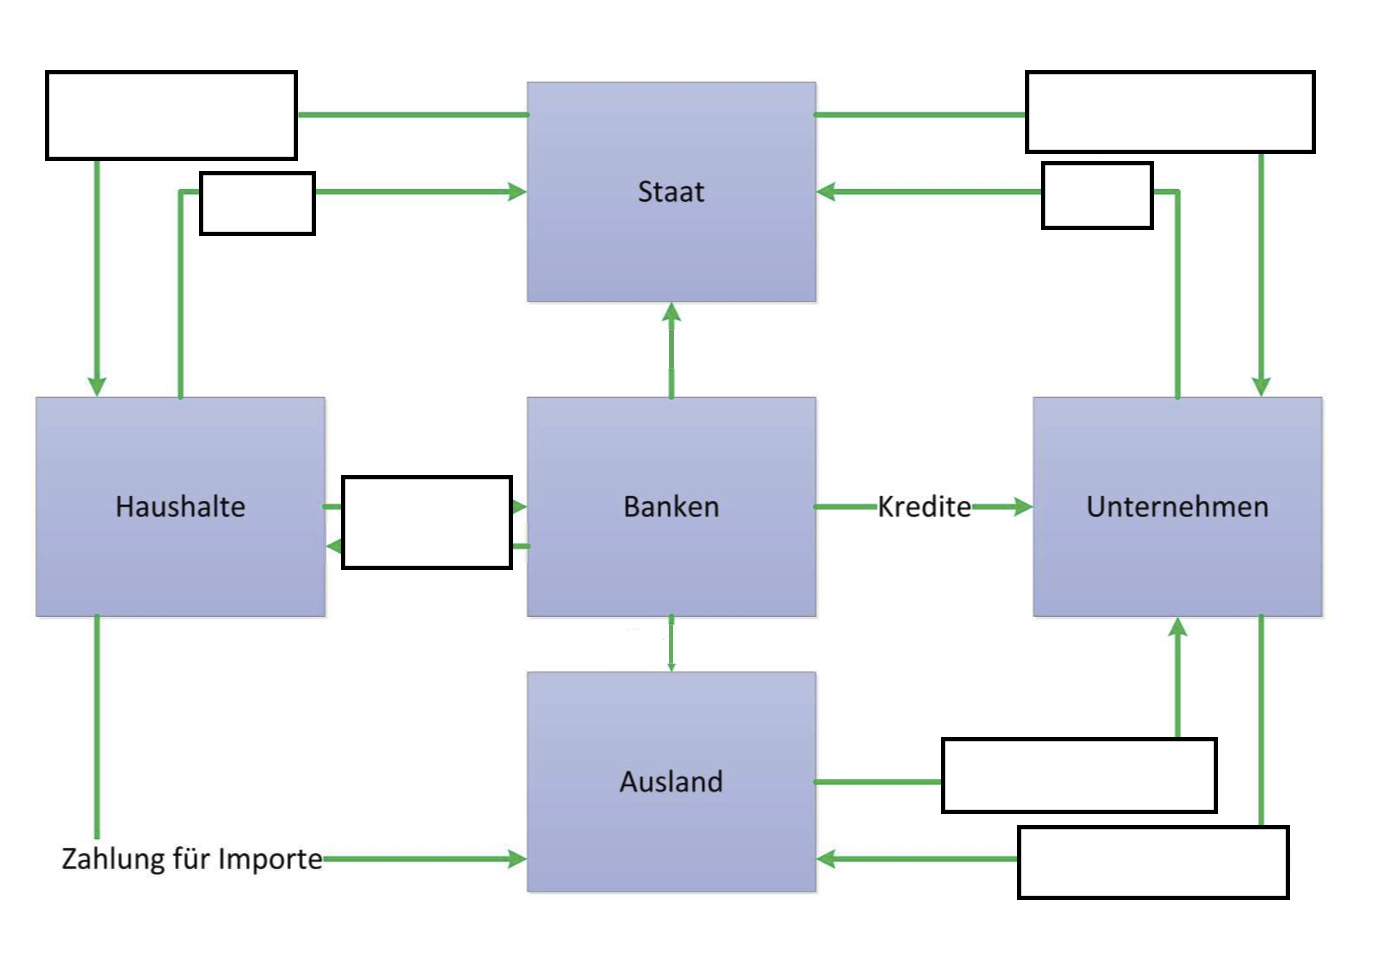 Staat
Haushalte
Banken
Kredite
Unternehmen
Ausland
Zahlung für Importe